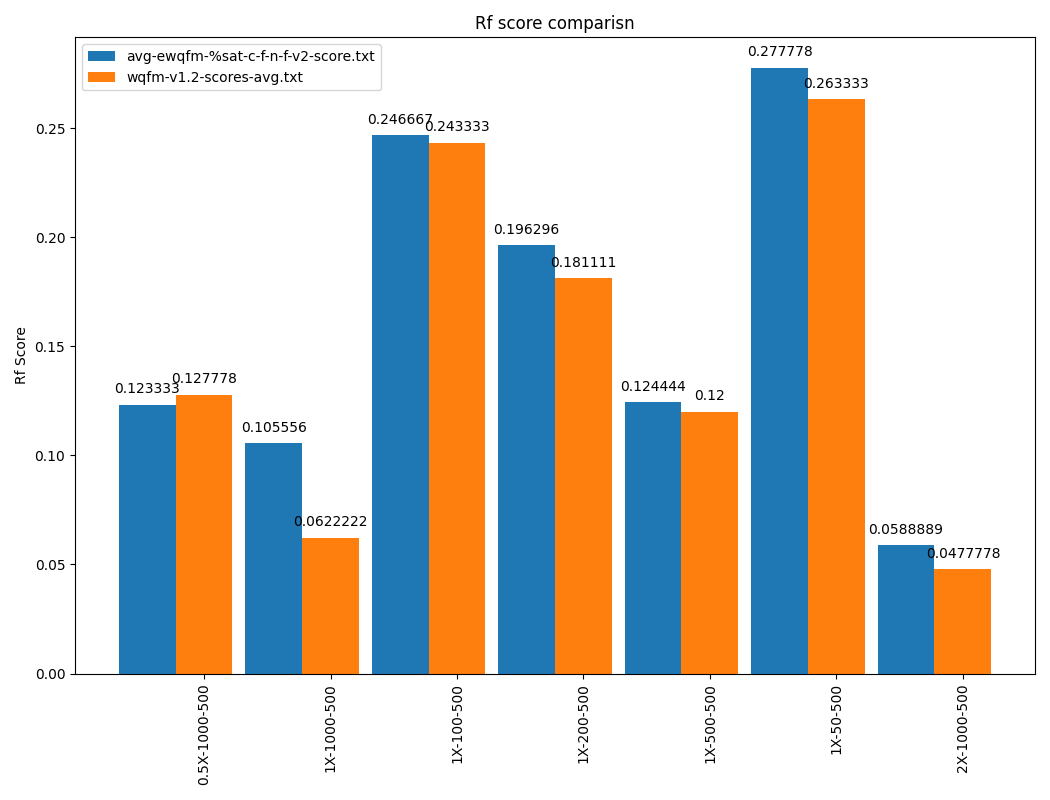 Rf score comparisn
avg-ewqfm-%sat-c-f-n-f-v2-score.txt
wqfm-v1.2-scores-avg.txt
Rf Score
0.25
0.20
0.15
0.10
0.05
0.00
0.123333
0.127778
0.105556
0.0622222
0.246667
0.243333
0.196296
0.181111
0.124444
0.12
0.277778
0.263333
0.0588889
0.0477778
0.5X-1000-500
1X-1000-500
1X-100-500
1X-200-500
1X-500-500
1X-50-500
2X-1000-500